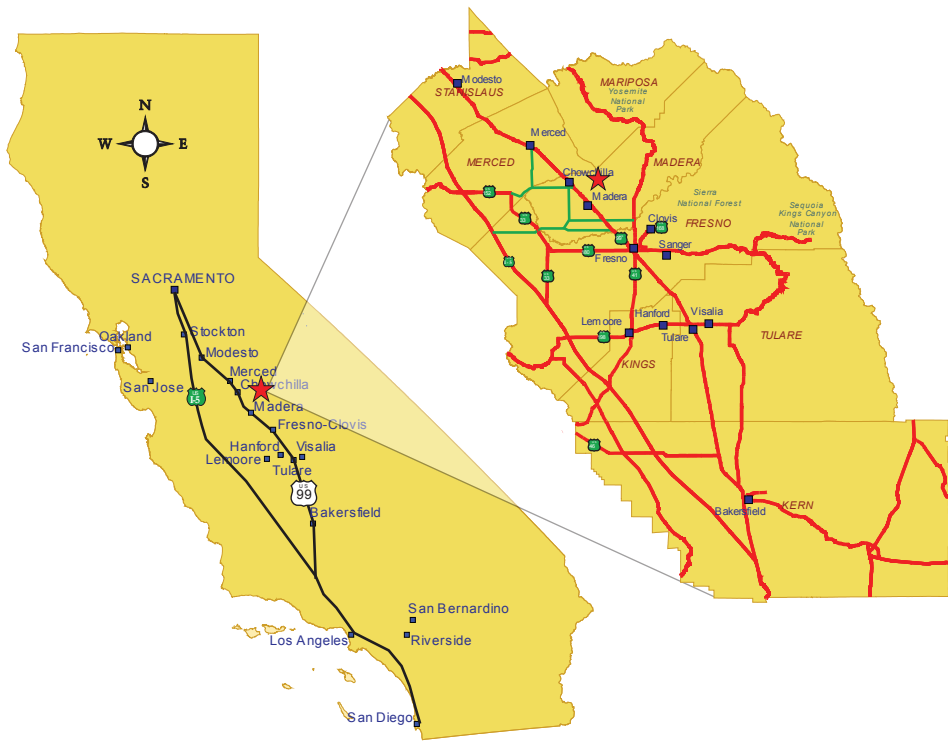 N
W
E
S
SACRAMENTO
Stockton
Oakland
San Francisco
Modesto
Merced
San Jose
Chowchilla
I-5
Madera
Fresno-Clovis
Hanford
Visalia
Lemoore
Tulare
US
99
Bakersfield
San Bernardino
Los Angeles
Riverside
San Diego
Modesto
STANISLAUS
MARIPOSA
Yosemite
National
Park
Merced
MERCED
MADERA
Chowchilla
Madera
Sierra
National Forest
Sequoia
Kings Canyon
National
Park
Clovis
FRESNO
Sanger
Fresno
41
Lemoore
Hanford
Visalia
Tulare
TULARE
KINGS
Bakersfield
KERN